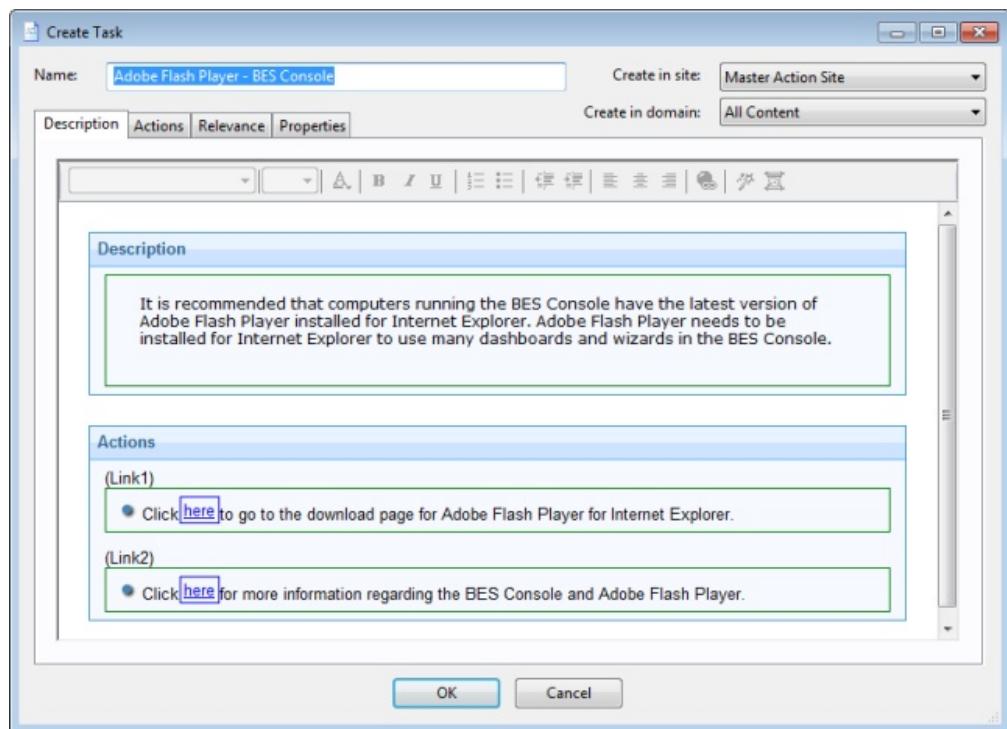 Create Task
Name: Adobe Flash Player - BES Console Create in site: Master Action Site
Create in domain: All Content
Description Actions Relevance Properties
A B I U
Description
It is recommended that computers running the BES Console have the latest version of
Adobe Flash Player installed for Internet Explorer. Adobe Flash Player needs to be
installed for Internet Explorer to use many dashboards and wizards in the BES Console.
Actions
(Link1)
Click here to go to the download page for Adobe Flash Player for Internet Explorer.
(Link2)
Click here for more information regarding the BES Console and Adobe Flash Player.
OK Cancel